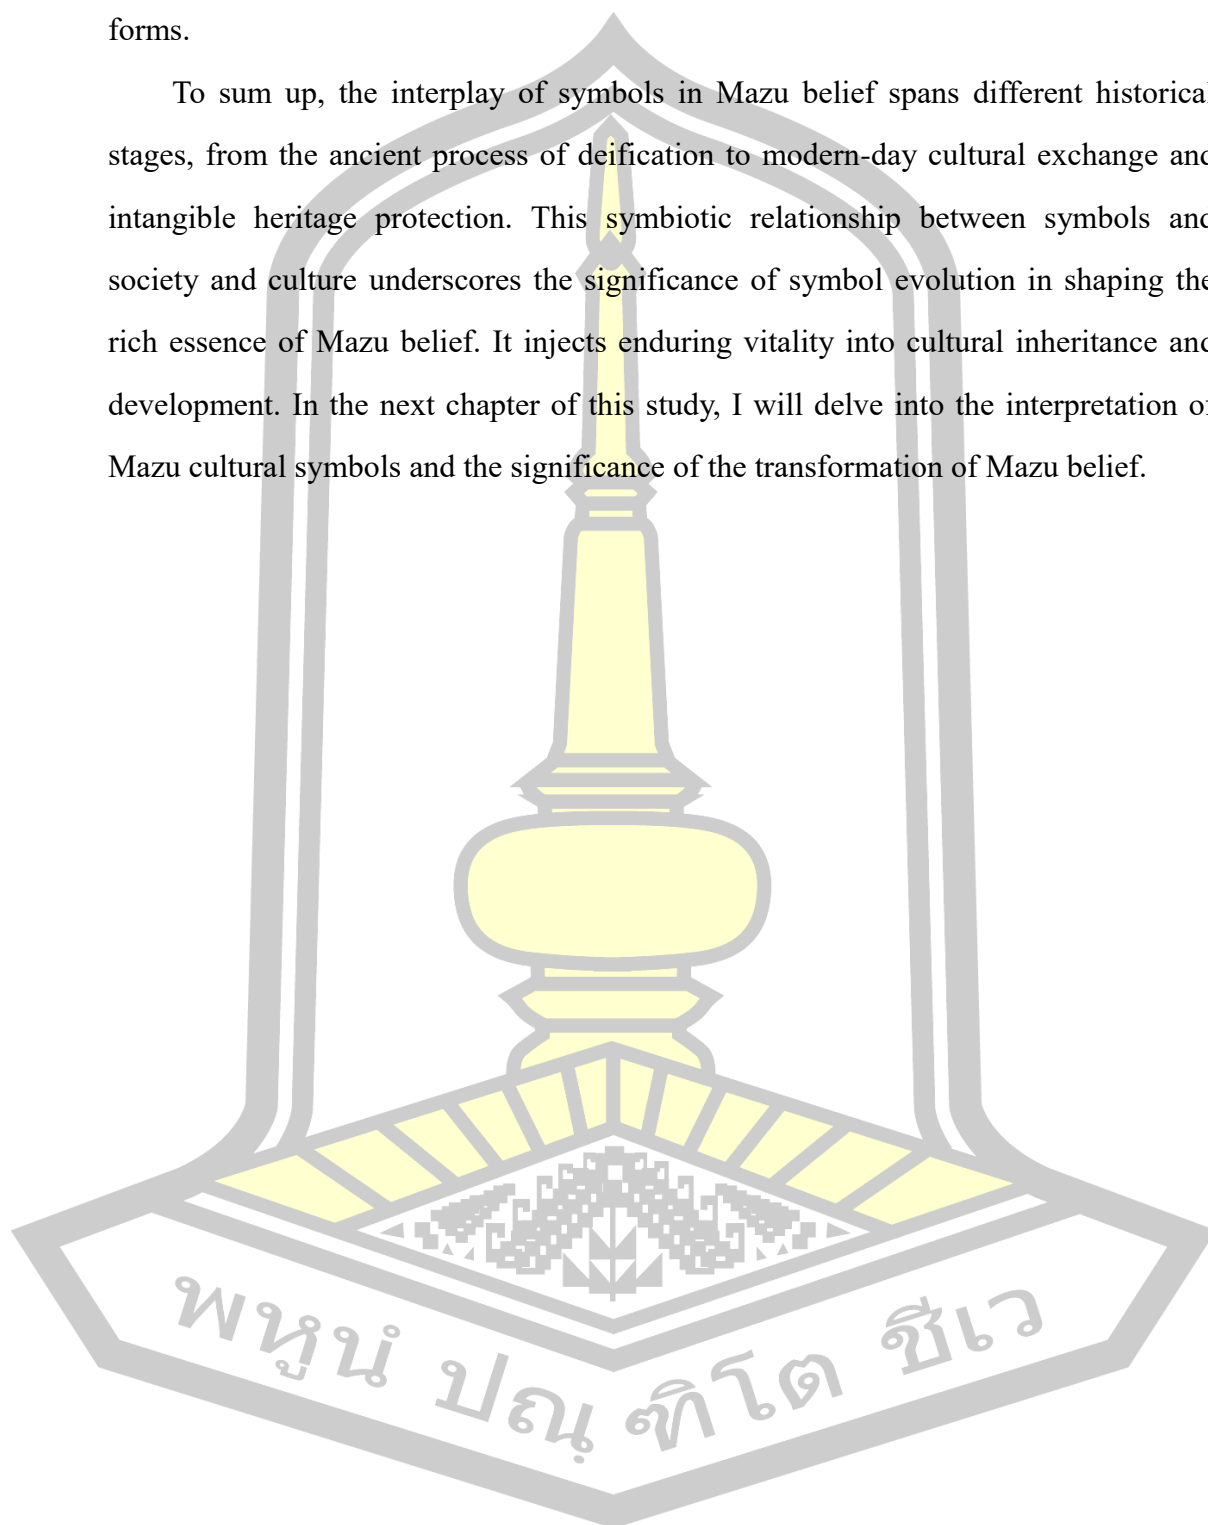 forms.
To sum up, the interplay of symbols in Mazu belief spans different historical
stages, from the ancient process of deification to modern-day cultural exchange and
intangible heritage protection. This symbiotic relationship between symbols and
society and culture underscores the significance of symbol evolution in shaping the
rich essence of Mazu belief. It injects enduring vitality into cultural inheritance and
development. In the next chapter of this study, I will delve into the interpretation of
Mazu cultural symbols and the significance of the transformation of Mazu belief.
พหูนํ ปณฺฑิโต ชีเว